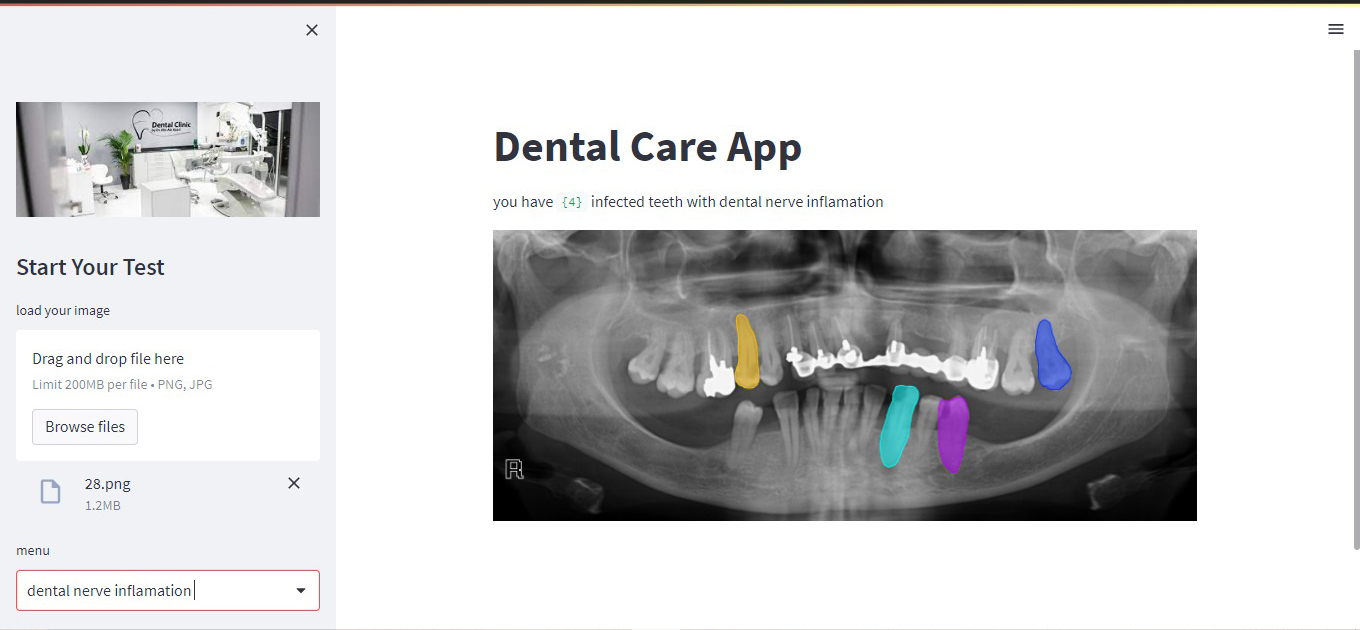 Dental Clinic
Start Your Test
load your image
Drag and drop file here
Limit 200MB per file • PNG, JPG
Browse files
28.png
1.2MB
menu
dental nerve inflamation
Dental Care App
you have {4} infected teeth with dental nerve inflamation
R